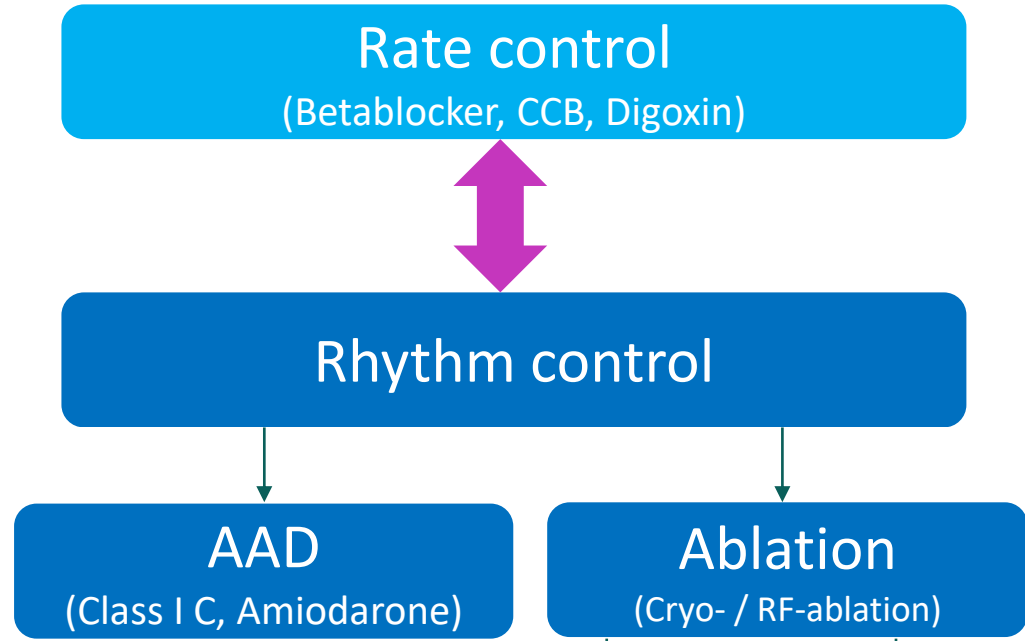 Rate control
(Betablocker, CCB, Digoxin)
Rhythm control
AAD
(Class I C, Amiodarone)
Ablation
(Cryo- / RF-ablation)